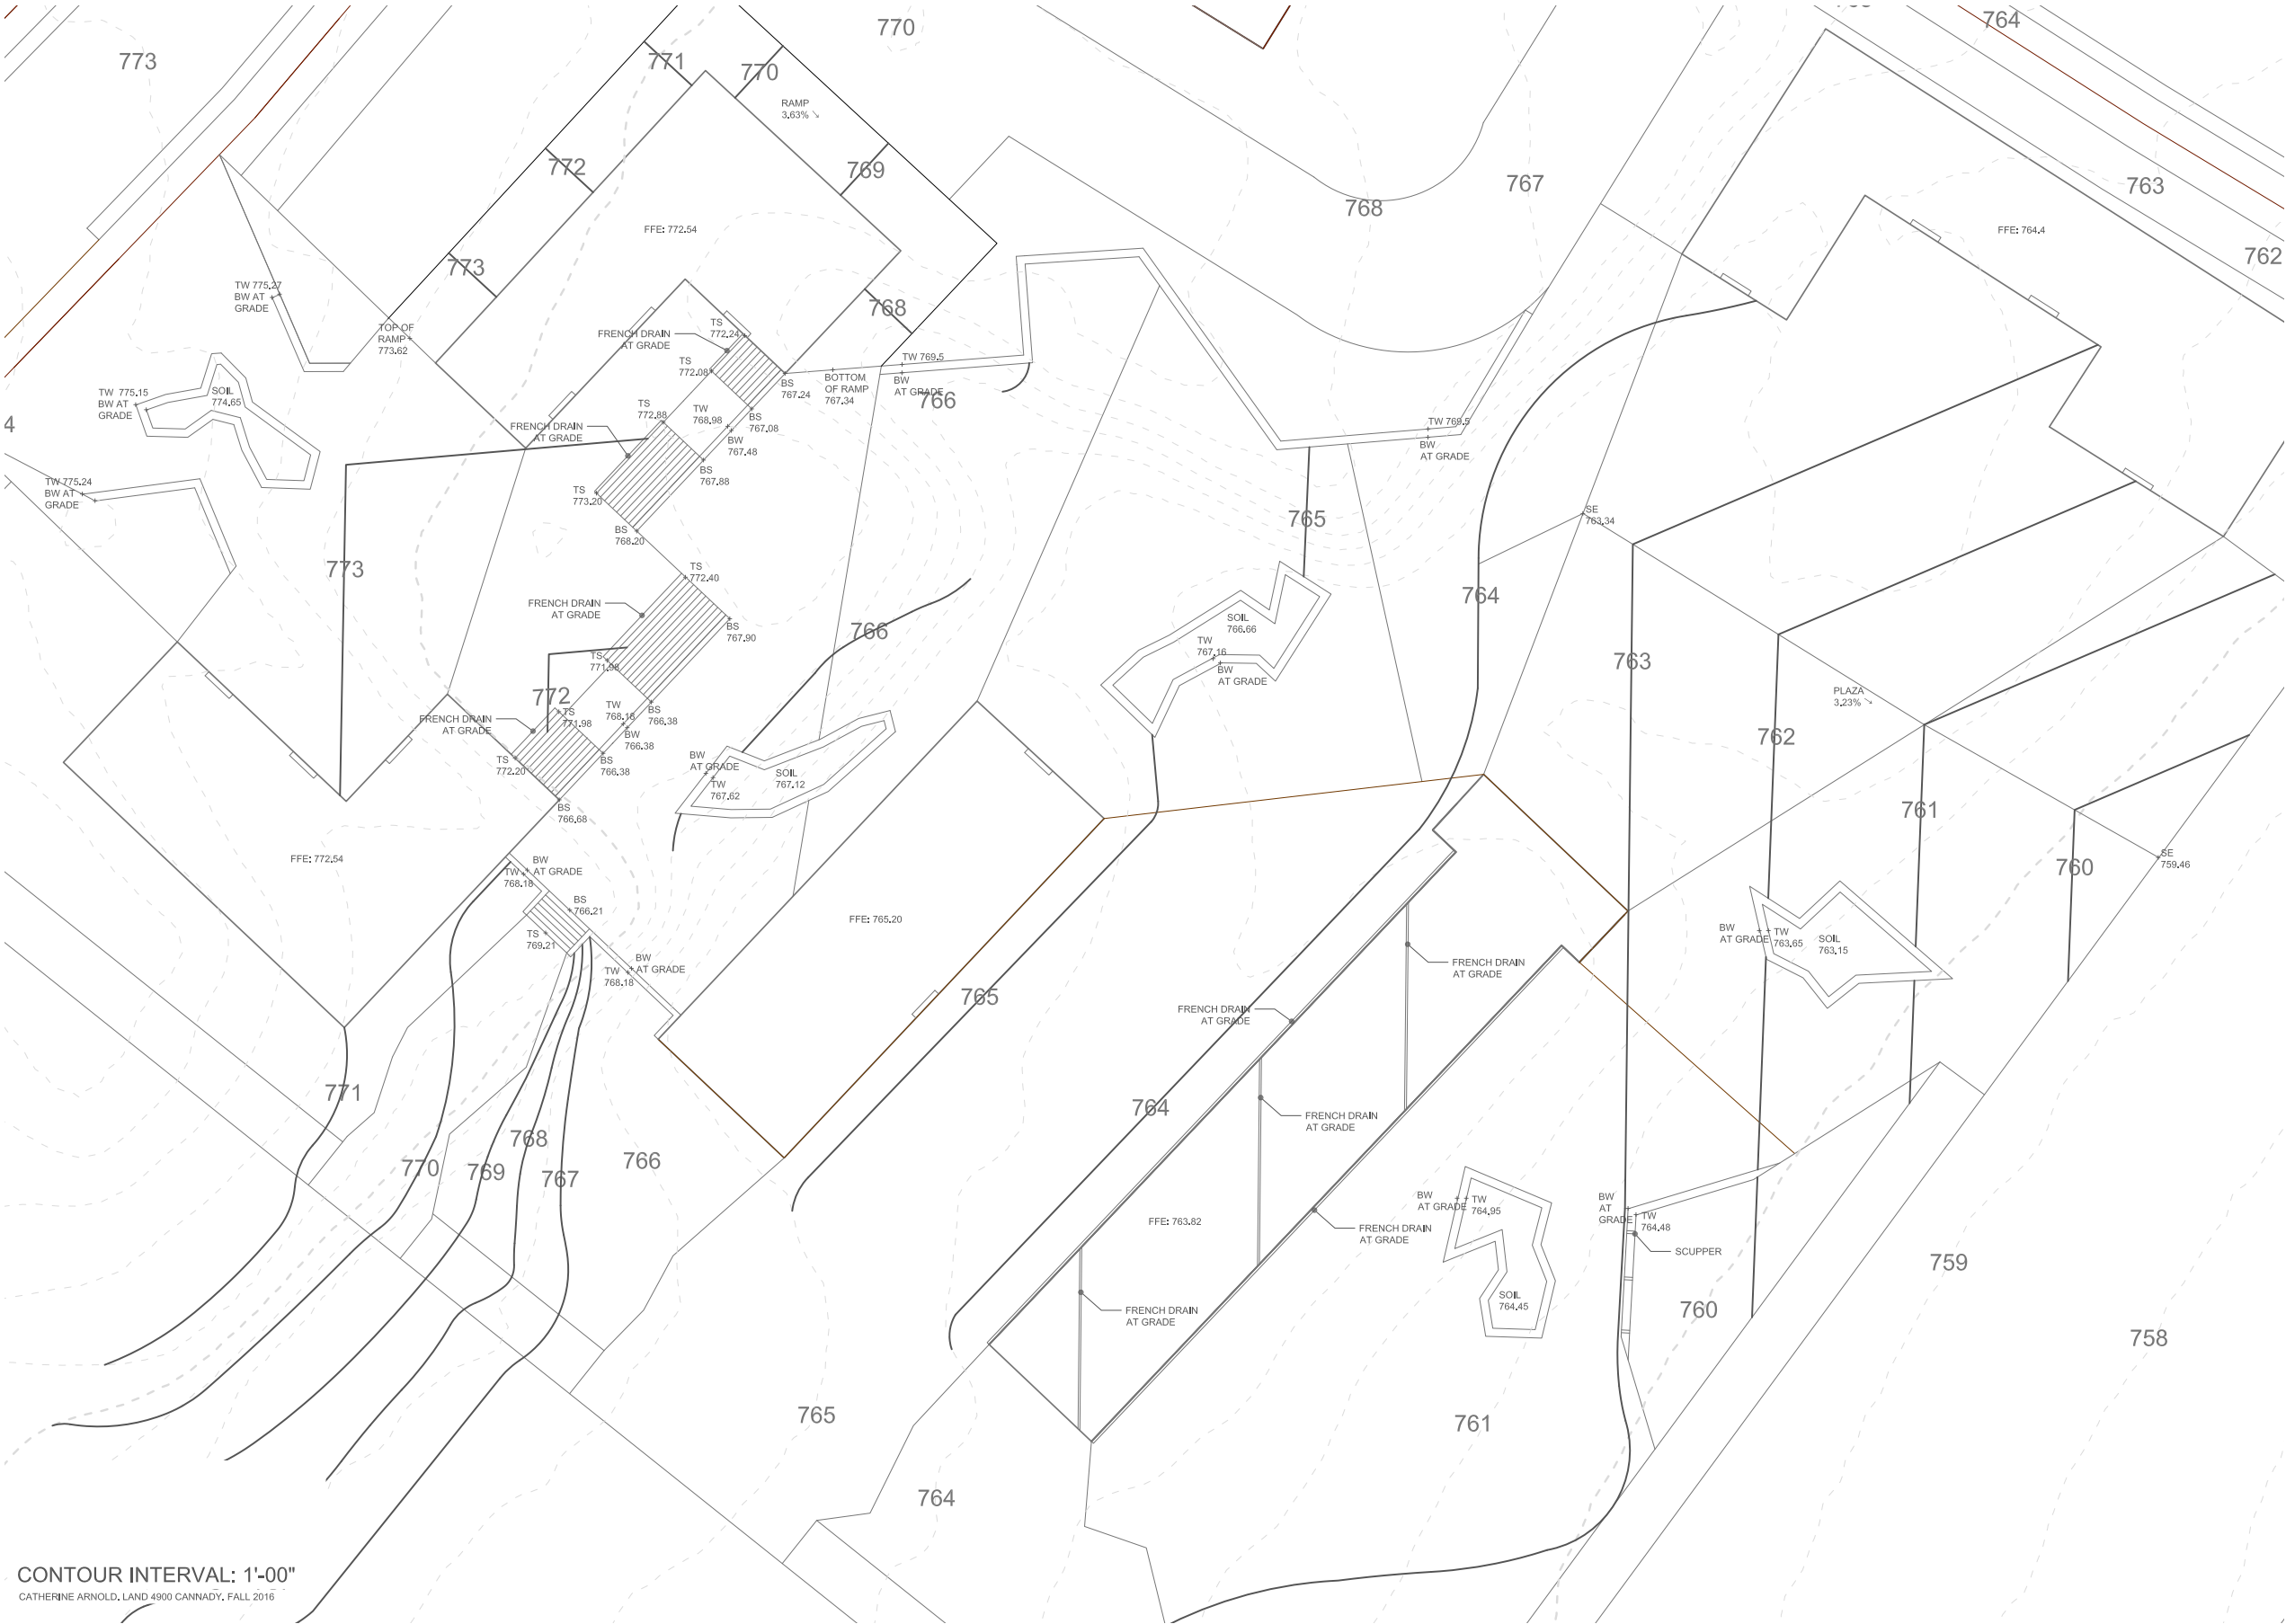 764
770
773
771
770
RAMP
3.63% ↘
772
769
767
763
768
FFE: 772.54
FFE: 764.4
762
773
TW 775.27
BW AT
GRADE
768
TOP OF
RAMP
773.62
FRENCH DRAIN
AT GRADE
TS
772.24
TS
772.08
BS
767.24
BOTTOM
OF RAMP
767.34
TW 769.5
BW
AT GRADE
766
TW 775.15
BW AT
GRADE
SOIL
774.65
4
TS
772.88
TW
768.98
BS
767.08
FRENCH DRAIN
AT GRADE
BW
767.48
TW 769.5
BW
AT GRADE
BS
767.88
TW 775.24
BW AT
GRADE
TS
773.20
BS
768.20
765
SE
763.34
773
TS
772.40
764
FRENCH DRAIN
AT GRADE
BS
767.90
766
SOIL
766.66
TW
767.16
BW
AT GRADE
763
TS
771.98
772
PLAZA
3.23% ↘
FRENCH DRAIN
AT GRADE
TS
771.98
TW
768.18
BS
766.38
BW
766.38
762
TS
772.20
BS
766.38
BW
AT GRADE
TW
767.62
SOIL
767.12
BS
766.68
761
FFE: 772.54
BW
AT GRADE
TW
768.18
760
SE
759.46
BS
766.21
FFE: 765.20
TS
769.21
BW
AT GRADE
TW
763.65
SOIL
763.15
BW
AT GRADE
TW
768.18
FRENCH DRAIN
AT GRADE
765
FRENCH DRAIN
AT GRADE
771
764
FRENCH DRAIN
AT GRADE
768
766
770
769
767
BW
AT GRADE
TW
764.95
BW
AT
GRADE
TW
764.48
FFE: 763.82
FRENCH DRAIN
AT GRADE
SCUPPER
759
SOIL
764.45
FRENCH DRAIN
AT GRADE
760
758
765
761
764
CONTOUR INTERVAL: 1'-00"
CATHERINE ARNOLD, LAND 4900 CANNADY, FALL 2016